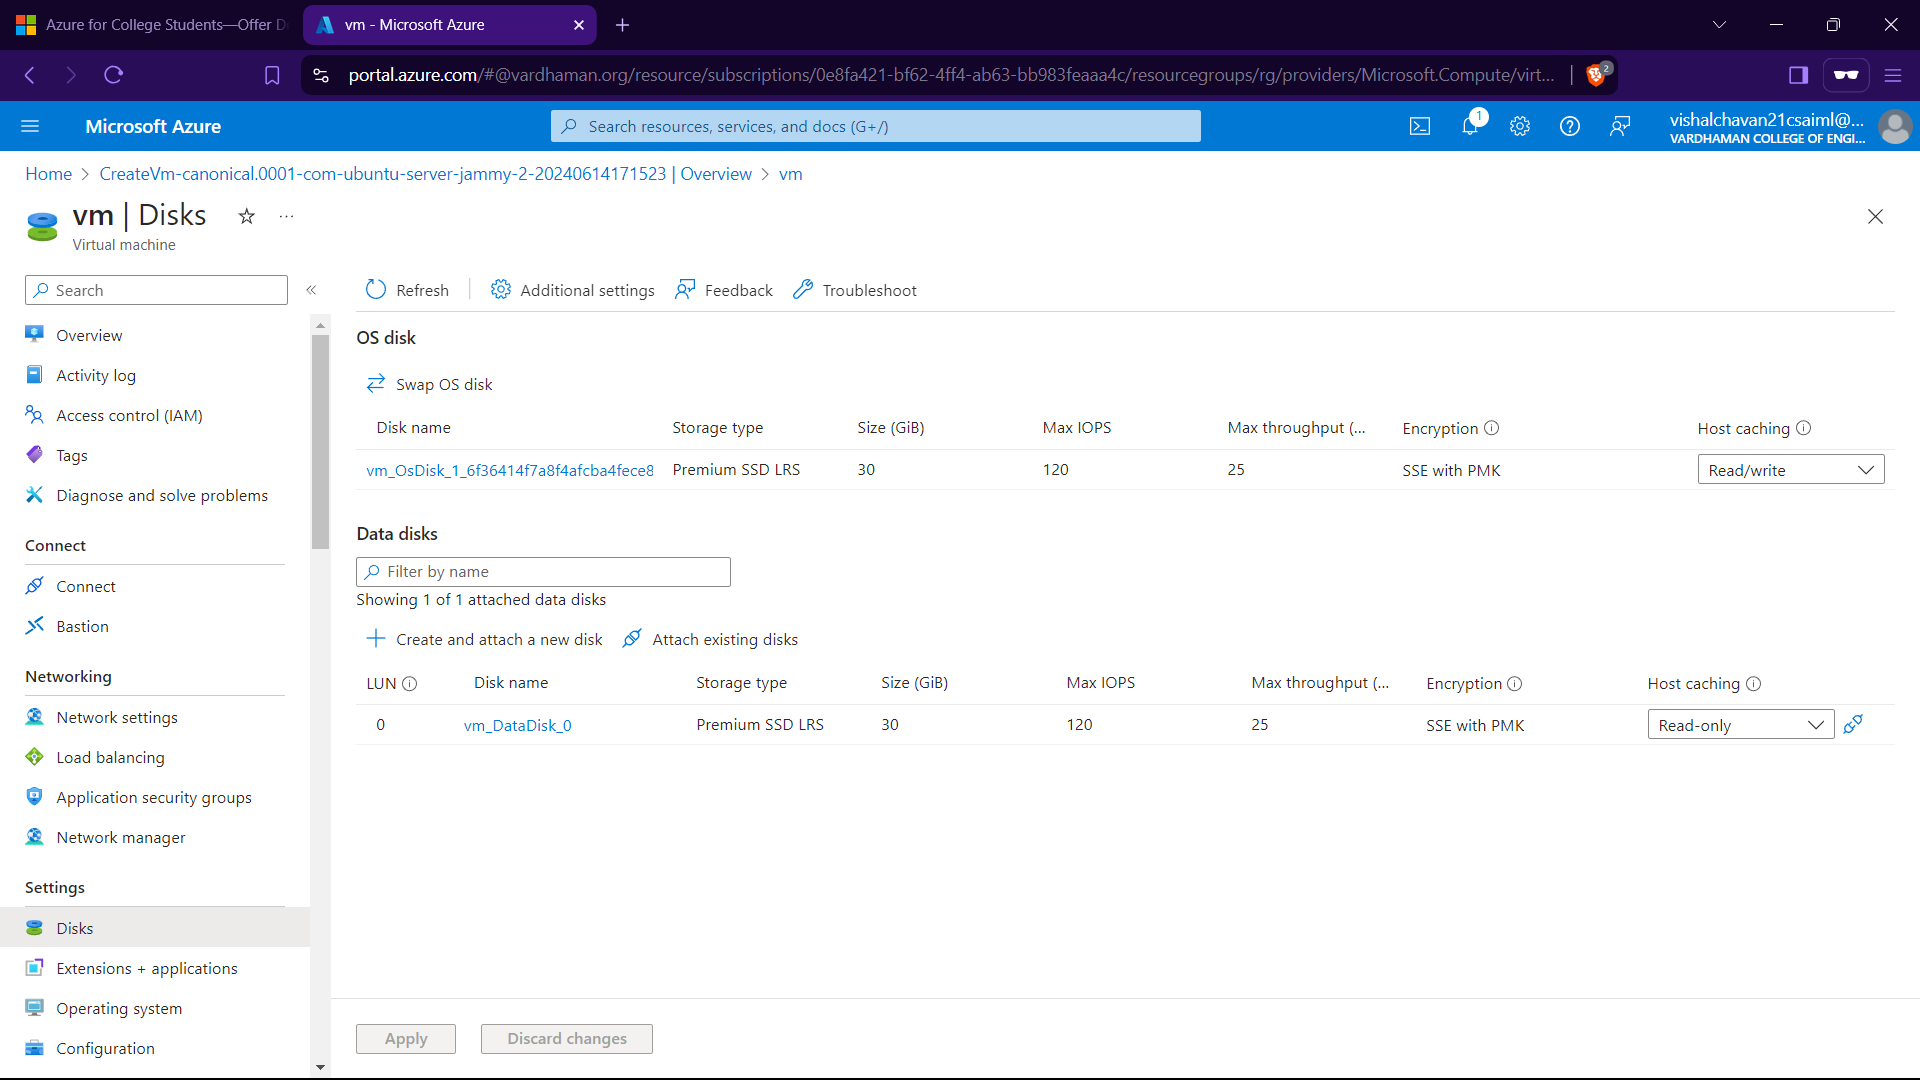 Azure for College Students—Offer D
vm - Microsoft Azure
portal.azure.com/#@vardhaman.org/resource/subscriptions/0e8fa421-bf62-4ff4-ab63-bb983feaaa4c/resourcegroups/rg/providers/Microsoft.Compute/virt...
2
Microsoft Azure
Search resources, services, and docs (G+/)
1
vishalchavan21csaiml@...
VARDHAMAN COLLEGE OF ENGI...
Home > CreateVm-canonical.0001-com-ubuntu-server-jammy-2-20240614171523 | Overview > vm
vm | Disks
...
Virtual machine
Search
Overview
Activity log
Access control (IAM)
Tags
Diagnose and solve problems
Connect
Connect
Bastion
Networking
Network settings
Load balancing
Application security groups
Network manager
Settings
Disks
Extensions + applications
Operating system
Configuration
Refresh Additional settings Feedback Troubleshoot
OS disk
Swap OS disk
Disk name Storage type Size (GiB) Max IOPS Max throughput (... Encryption Host caching
vm_OsDisk_1_6f36414f7a8f4afcba4fece8 Premium SSD LRS 30 120 25 SSE with PMK Read/write
Data disks
Filter by name
Showing 1 of 1 attached data disks
Create and attach a new disk Attach existing disks
LUN Disk name Storage type Size (GiB) Max IOPS Max throughput (... Encryption Host caching
0 vm_DataDisk_0 Premium SSD LRS 30 120 25 SSE with PMK Read-only
Apply Discard changes